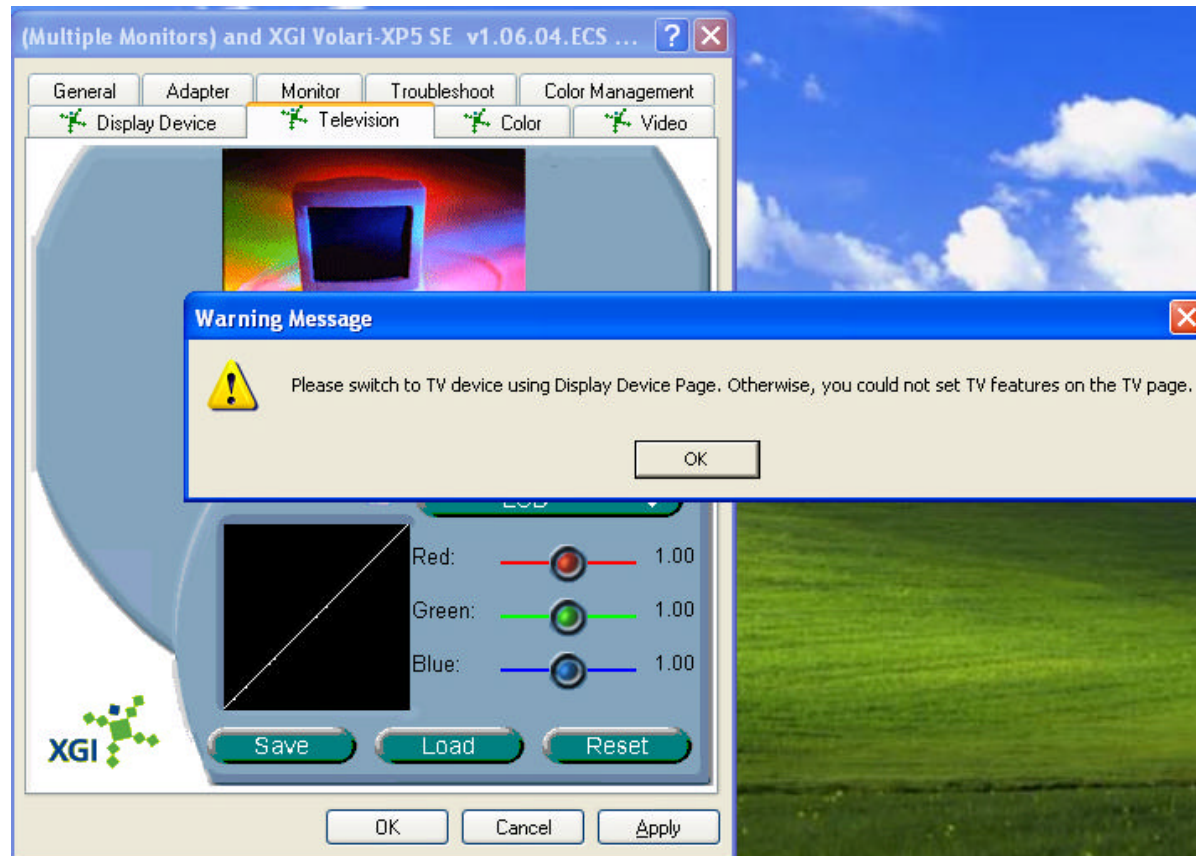 (Multiple Monitors) and XGI Volari-XP5 SE v1.06.04.ECS ...
General Adapter Monitor Troubleshoot Color Management
Display Device Television Color Video
Warning Message
Please switch to TV device using Display Device Page. Otherwise, you could not set TV features on the TV page.
OK
Red: 1.00
Green: 1.00
Blue: 1.00
XGI
Save Load Reset
OK Cancel Apply